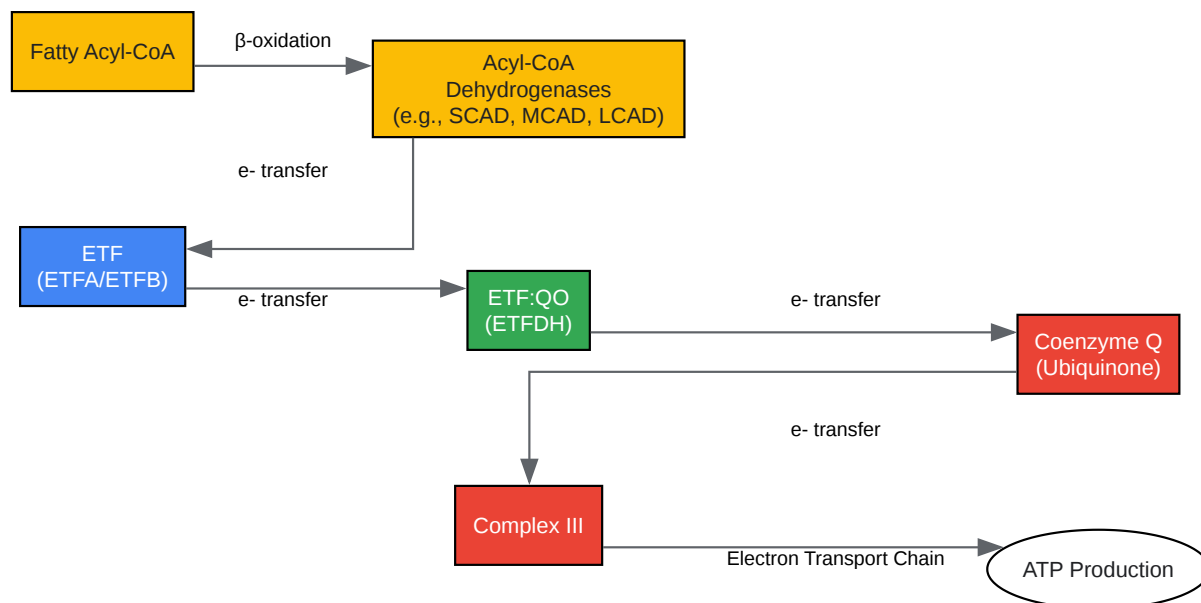 Fatty Acyl-CoA
β-oxidation
Acyl-CoA
Dehydrogenases
(e.g., SCAD, MCAD, LCAD)
e- transfer
ETF
(ETFA/ETFB)
e- transfer
ETF:QO
(ETFDH)
e- transfer
Coenzyme Q
(Ubiquinone)
e- transfer
Complex III
Electron Transport Chain
ATP Production